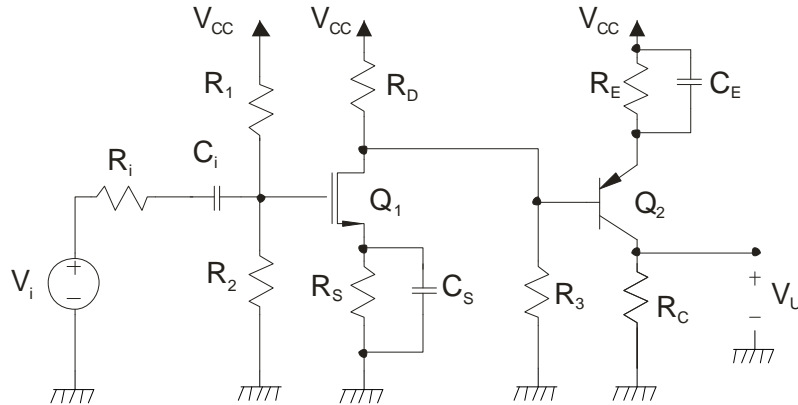 V_CC V_CC V_CC
R_1 R_D R_E C_E
R_i C_i Q_1 Q_2
V_i + − R_2 R_S C_S R_3 R_C + − V_U